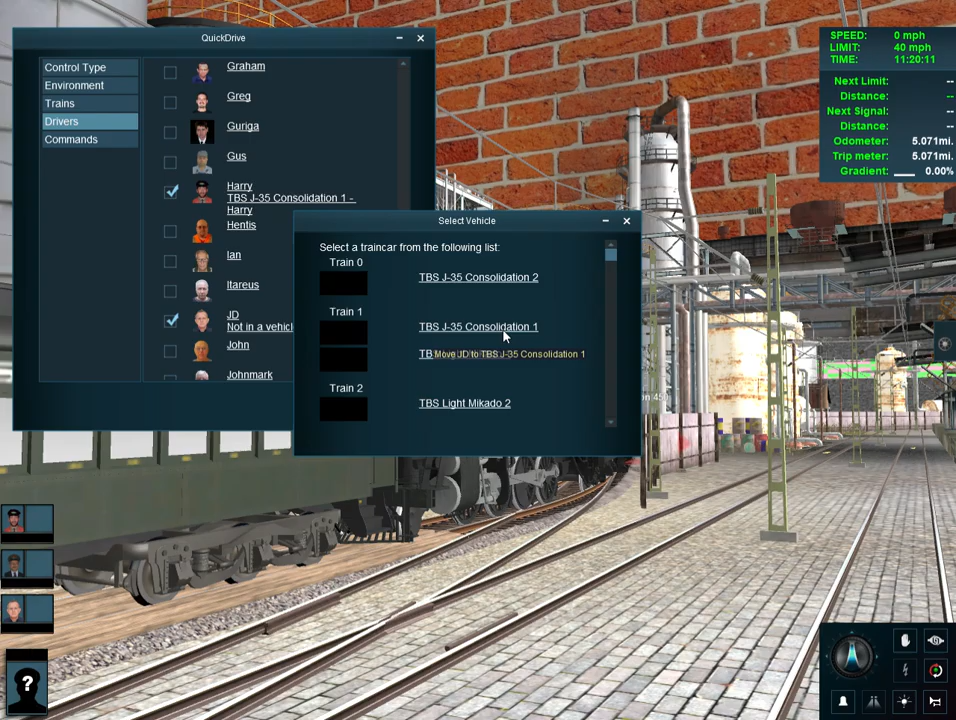 QuickDrive
Control Type
Environment
Trains
Drivers
Commands
Graham
Greg
Guriga
Gus
Harry
TBS J-35 Consolidation 1 -
Harry
Hentis
Ian
Itareus
JD
Not in a vehicl
John
Johnmark
Select Vehicle
Select a traincar from the following list:
Train 0
TBS J-35 Consolidation 2
Train 1
TBS J-35 Consolidation 1
TB
Move JD to TBS J-35 Consolidation 1
Train 2
TBS Light Mikado 2
SPEED: 0 mph
LIMIT: 40 mph
TIME: 11:20:11
Next Limit: --
Distance: --
Next Signal: --
Distance: --
Odometer: 5.071mi.
Trip meter: 5.071mi.
Gradient: 0.00%
on 450
?